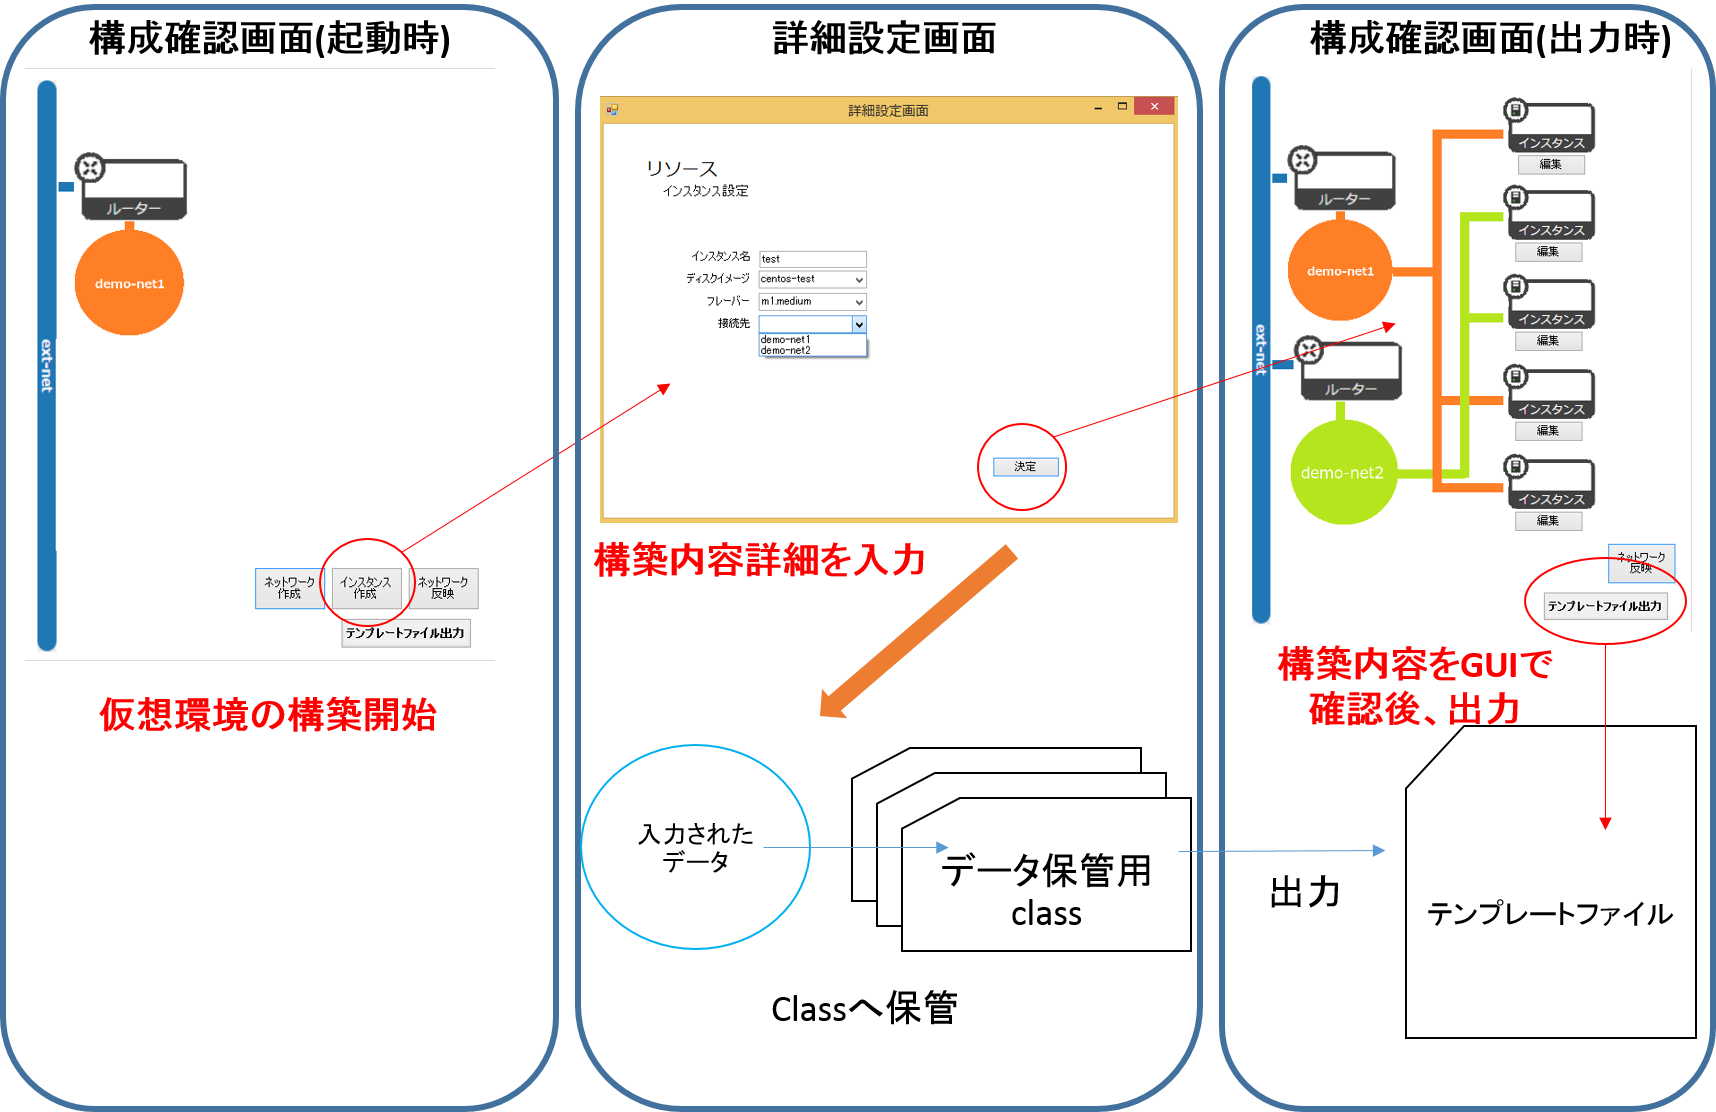 構成確認画面(起動時)
ext-net
ルーター
demo-net1
ネットワーク
作成
インスタンス
作成
ネットワーク
反映
テンプレートファイル出力
仮想環境の構築開始
詳細設定画面
詳細設定画面
リソース
インスタンス設定
インスタンス名
test
ディスクイメージ
centos-test
フレーバー
m1.medium
接続先
demo-net1
demo-net2
決定
構築内容詳細を入力
入力された
データ
データ保管用
class
Classへ保管
構成確認画面(出力時)
ext-net
ルーター
demo-net1
ルーター
demo-net2
インスタンス
編集
インスタンス
編集
インスタンス
編集
インスタンス
編集
インスタンス
編集
ネットワーク
反映
テンプレートファイル出力
構築内容をGUIで
確認後、出力
出力
テンプレートファイル